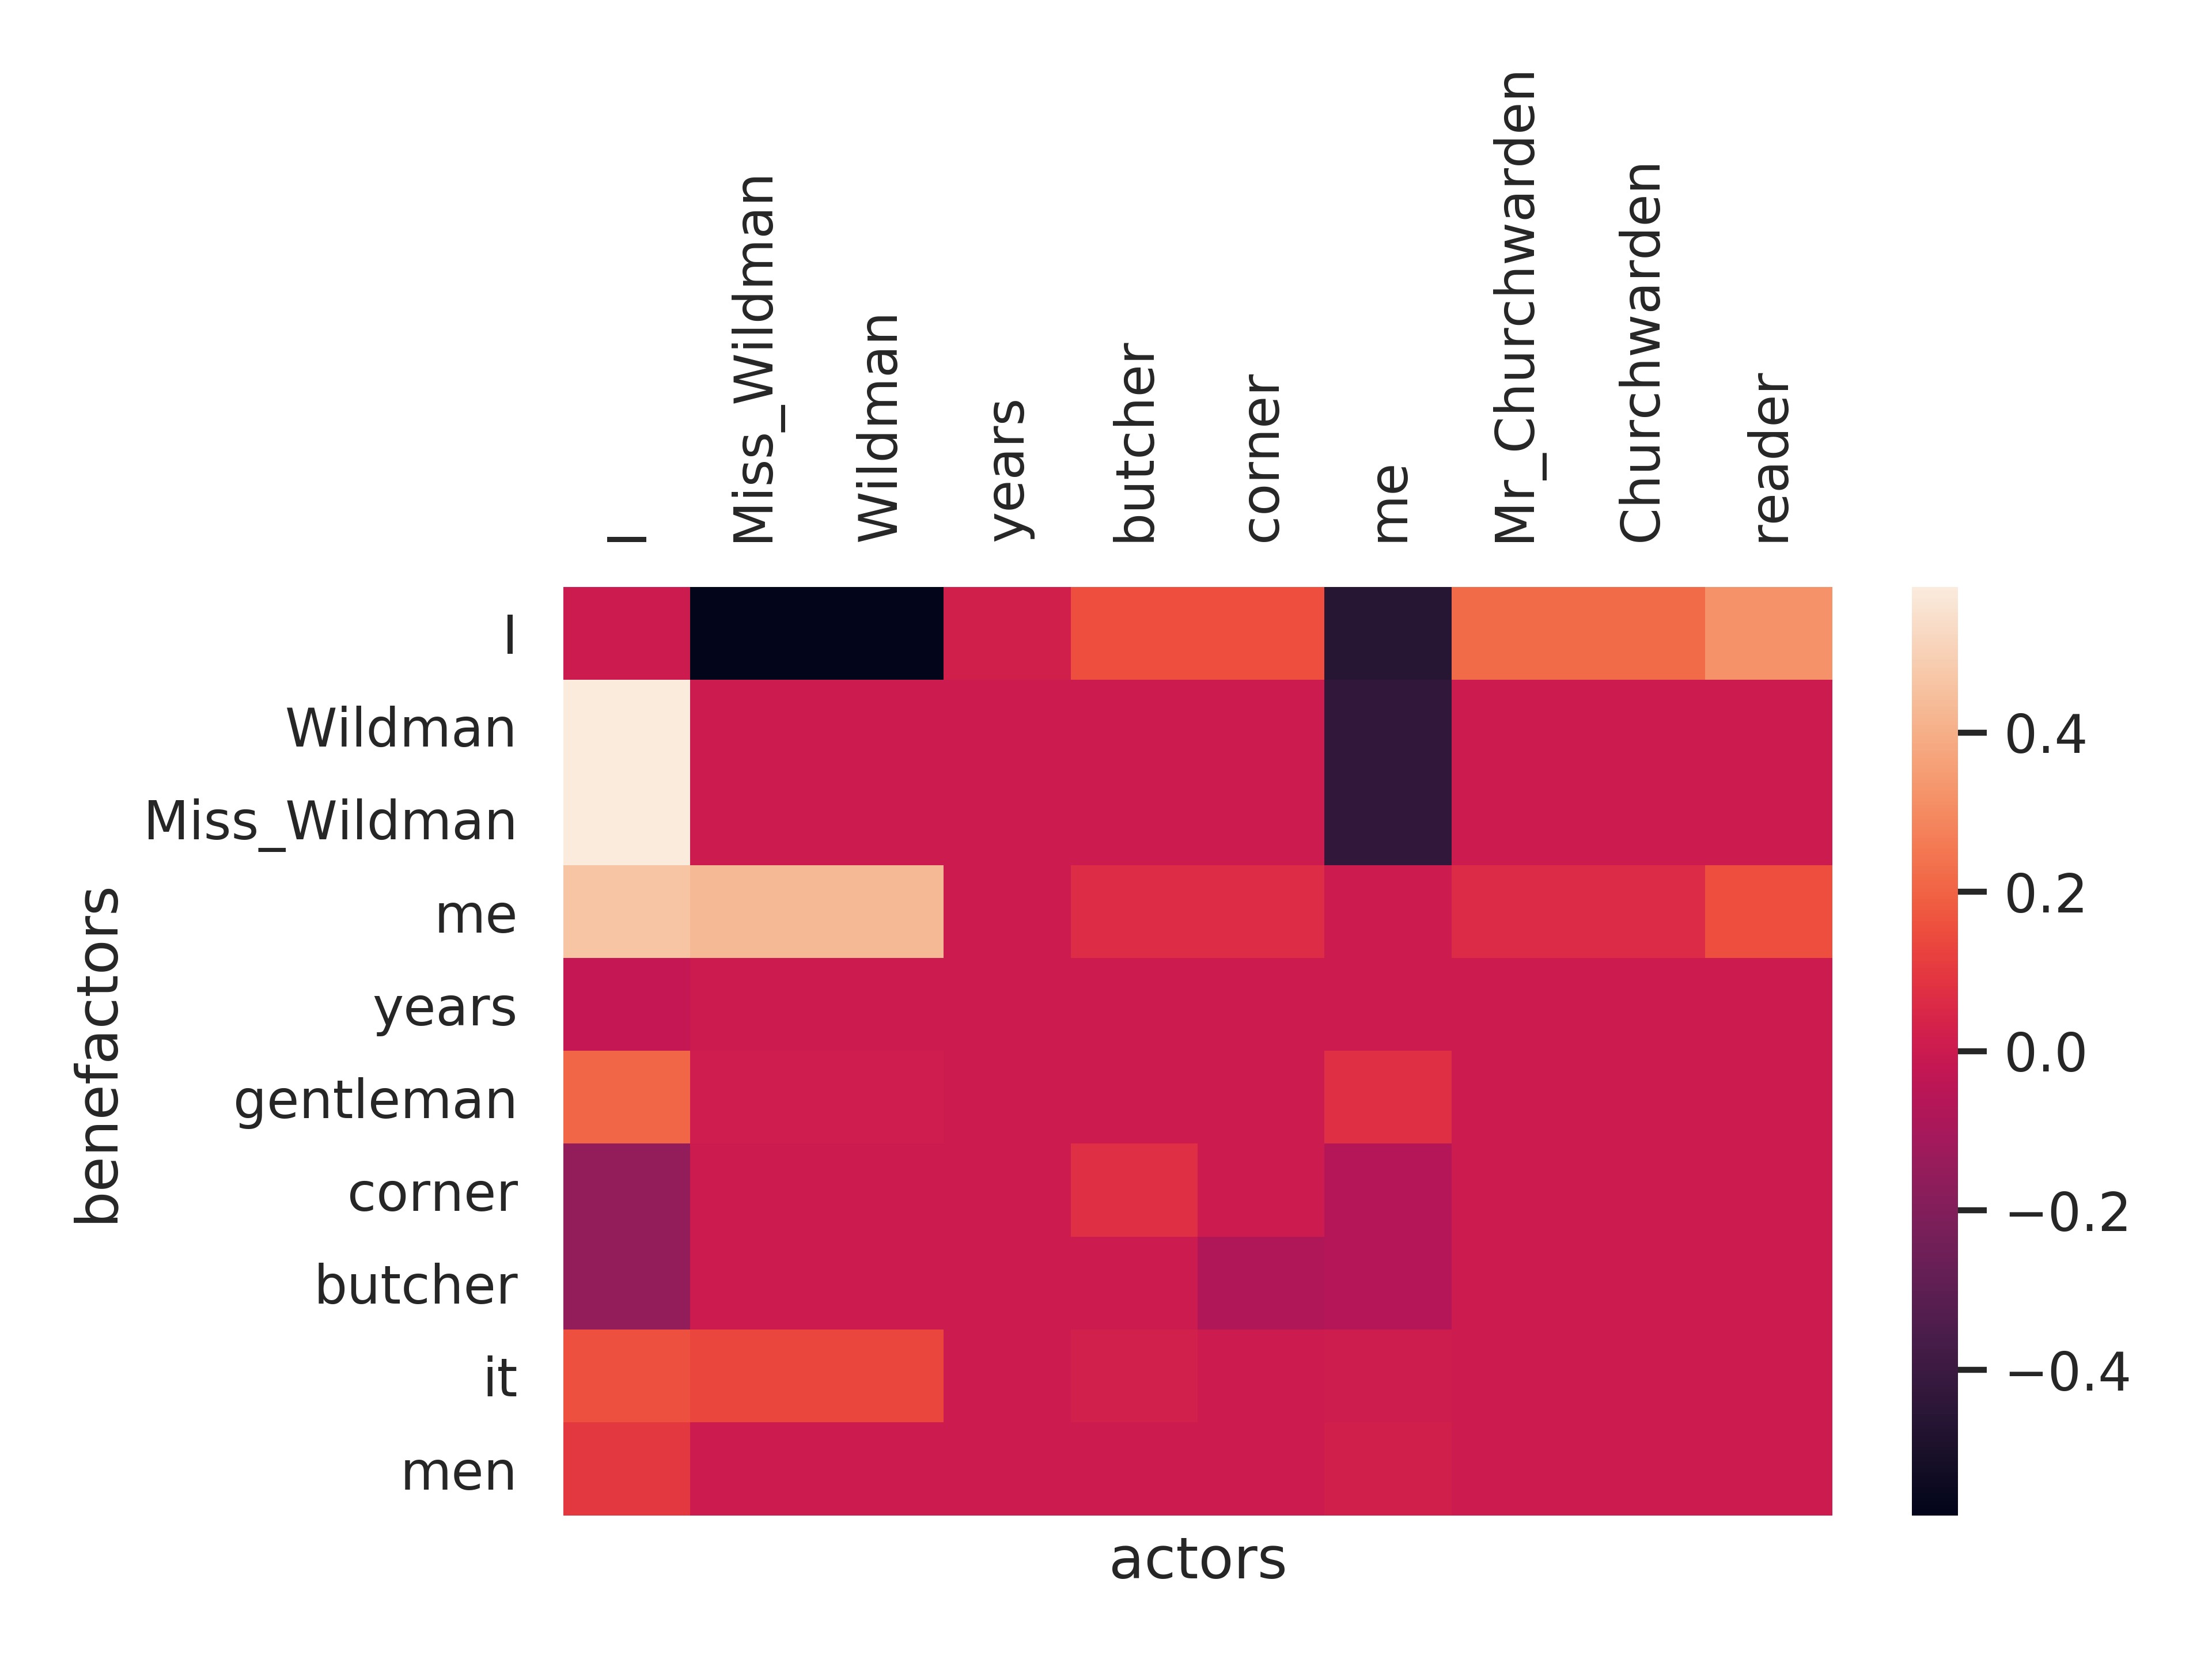 I
Miss_Wildman
Wildman
years
butcher
corner
me
Mr_Churchwarden
Churchwarden
reader
benefactors
I
Wildman
Miss_Wildman
me
years
gentleman
corner
butcher
it
men
actors
0.4
0.2
0.0
−0.2
−0.4